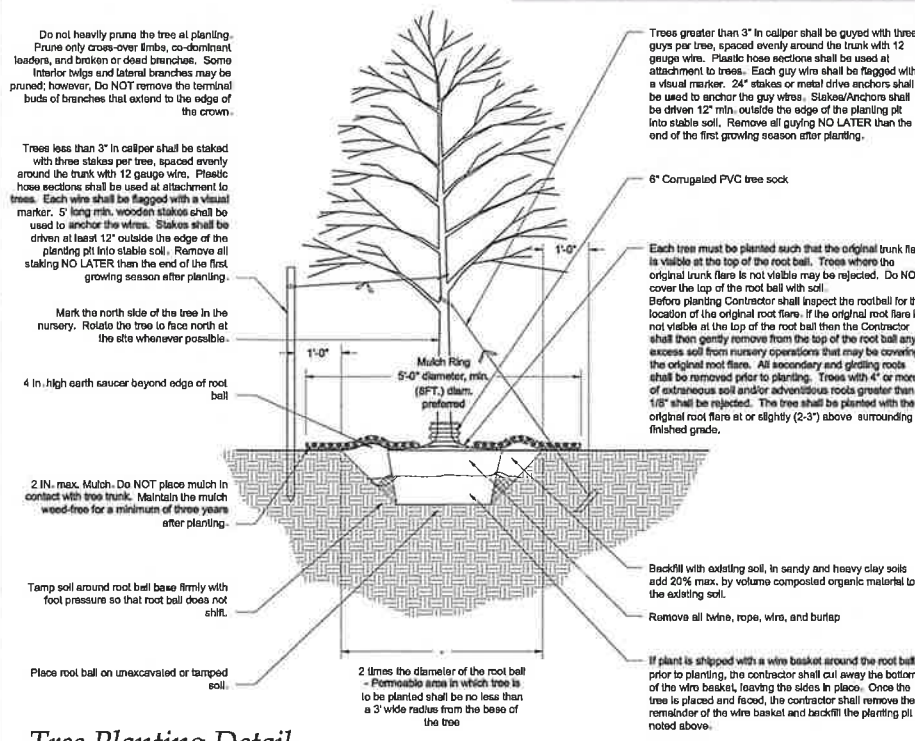 Do not heavily prune the tree at planting.
Prune only cross-over limbs, co-dominant
leaders, and broken or dead branches. Some
interior twigs and lateral branches may be
pruned; however, Do NOT remove the terminal
buds of branches that extend to the edge of
the crown.
Trees less than 3" in caliper shall be staked
with three stakes per tree, spaced evenly
around the trunk with 12 gauge wire. Plastic
hose sections shall be used at attachment to
trees. Each wire shall be flagged with a visual
marker. 5' long min. wooden stakes shall be
used to anchor the wires. Stakes shall be
driven at least 12" outside the edge of the
planting pit into stable soil. Remove all
staking NO LATER than the end of the first
growing season after planting.
Mark the north side of the tree in the
nursery. Rotate the tree to face north at
the site whenever possible.
4 in. high earth saucer beyond edge of root
ball
2 IN. max. Mulch. Do NOT place mulch in
contact with tree trunk. Maintain the mulch
weed-free for a minimum of three years
after planting.
Tamp soil around root ball base firmly with
foot pressure so that root ball does not
shift.
Place root ball on unexcavated or tamped
soil.
1'-0"
1'-0"
Mulch Ring
5'-0" diameter, min.
(8FT.) diam.
preferred
2 times the diameter of the root ball
- Permeable area in which tree is
to be planted shall be no less than
a 3' wide radius from the base of
the tree
Trees greater than 3" in caliper shall be guyed with three
guys per tree, spaced evenly around the trunk with 12
gauge wire. Plastic hose sections shall be used at
attachment to trees. Each guy wire shall be flagged with
a visual marker. 24" stakes or metal drive anchors shall
be used to anchor the guy wires. Stakes/Anchors shall
be driven 12" min. outside the edge of the planting pit
into stable soil. Remove all guying NO LATER than the
end of the first growing season after planting.
6" Corrugated PVC tree sock
Each tree must be planted such that the original trunk fla
is visible at the top of the root ball. Trees where the
original trunk flare is not visible may be rejected. Do NO
cover the top of the root ball with soil.
Before planting Contractor shall inspect the rootball for th
location of the original root flare. If the original root flare i
not visible at the top of the root ball then the Contractor
shall then gently remove from the top of the root ball any
excess soil from nursery operations that may be covering
the original root flare. All secondary and girdling roots
shall be removed prior to planting. Trees with 4" or more
of extraneous soil and/or adventitious roots greater than
1/8" shall be rejected. The tree shall be planted with the
original root flare at or slightly (2-3") above surrounding
finished grade.
Backfill with existing soil, in sandy and heavy clay soils
add 20% max. by volume composted organic material to
the existing soil.
Remove all twine, rope, wire, and burlap
If plant is shipped with a wire basket around the root ball
prior to planting, the contractor shall cut away the bottom
of the wire basket, leaving the sides in place. Once the
tree is placed and faced, the contractor shall remove the
remainder of the wire basket and backfill the planting pit
noted above.
Tree Planting Detail